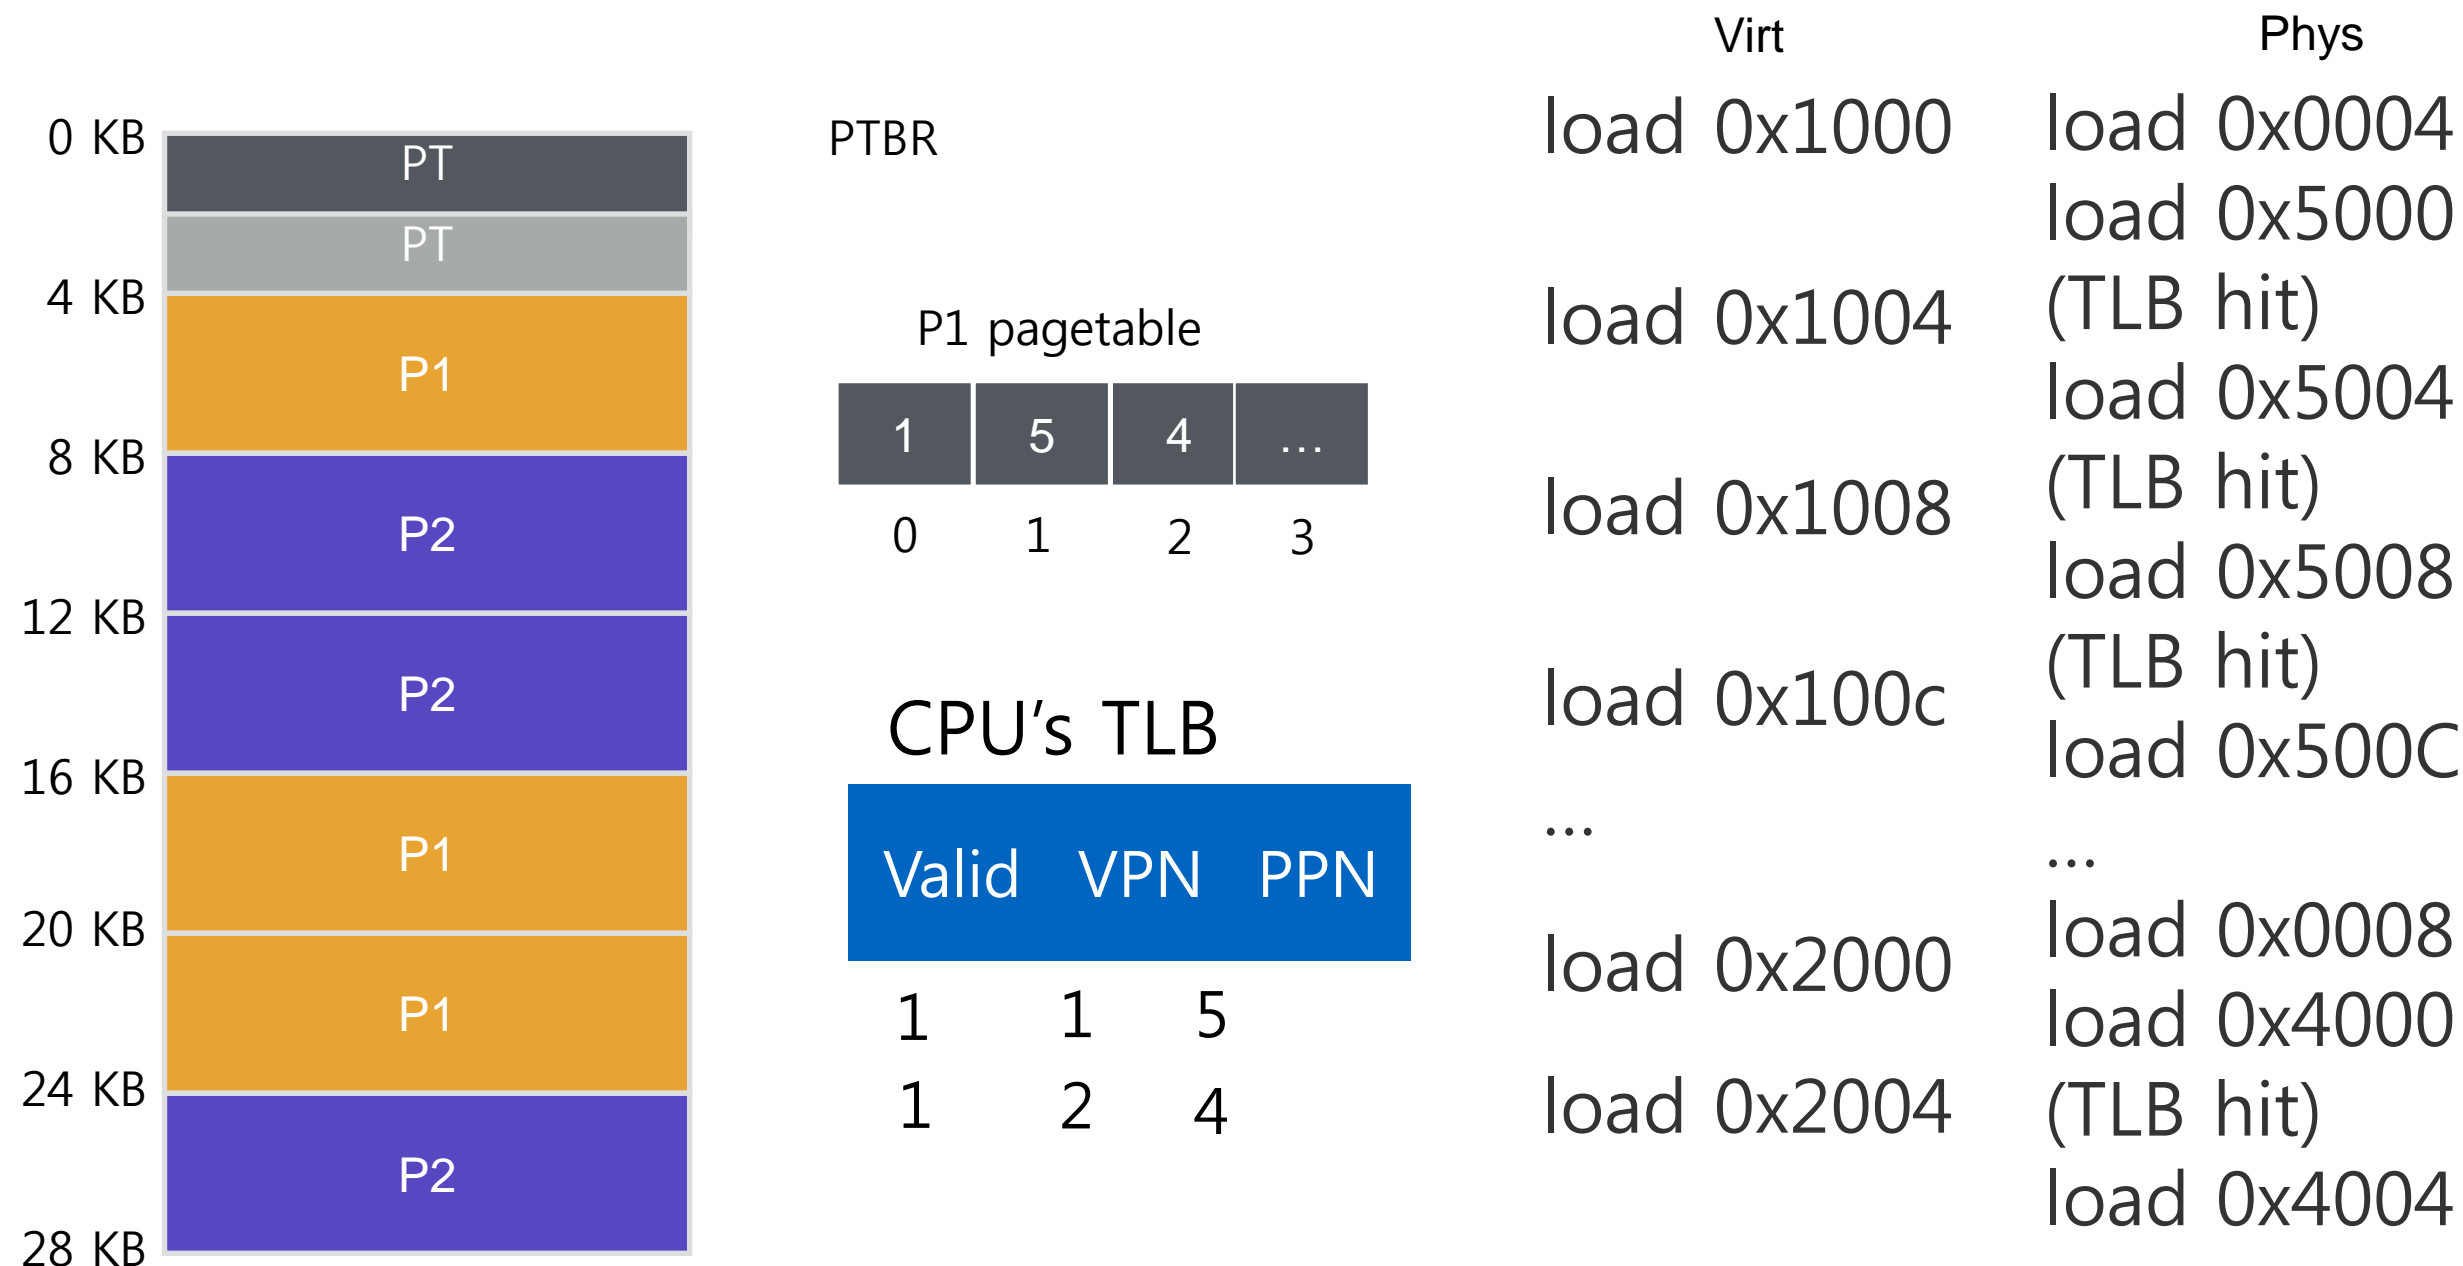 0 KB
PT
PT
4 KB
P1
8 KB
P2
12 KB
P2
16 KB
P1
20 KB
P1
24 KB
P2
28 KB
PTBR
P1 pagetable
1 5 4 ...
0 1 2 3
CPU's TLB
Valid VPN PPN
1 1 5
1 2 4
Virt
load 0x1000
load 0x1004
load 0x1008
load 0x100c
...
load 0x2000
load 0x2004
Phys
load 0x0004
load 0x5000
(TLB hit)
load 0x5004
(TLB hit)
load 0x5008
(TLB hit)
load 0x500C
...
load 0x0008
load 0x4000
(TLB hit)
load 0x4004